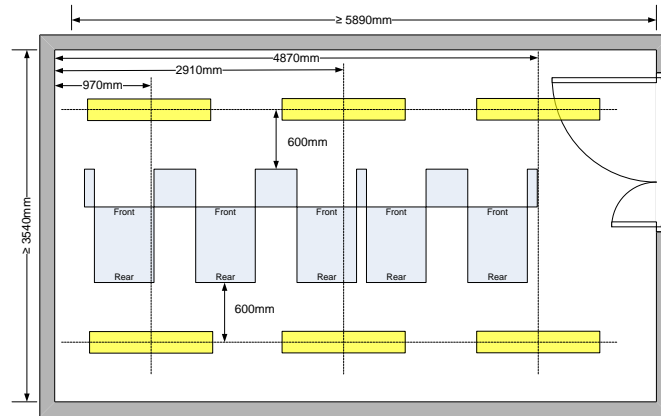 ≥ 5890mm
4870mm
2910mm
970mm
600mm
≥ 3540mm
Front Front Front Front Front
Rear Rear Rear Rear Rear
600mm